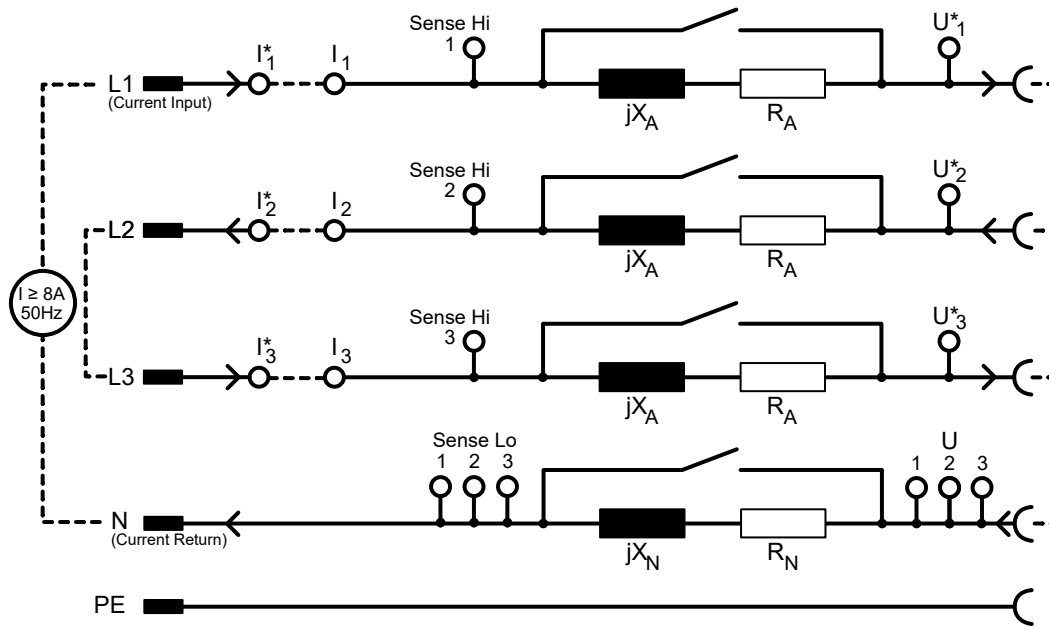 Sense Hi
1
U*1
I*1
I1
L1
(Current Input)
jXA
RA
Sense Hi
2
U*2
I*2
I2
L2
jXA
RA
I ≥ 8A
50Hz
Sense Hi
3
U*3
I*3
I3
L3
jXA
RA
Sense Lo
1 2 3
U
1 2 3
N
(Current Return)
jXN
RN
PE